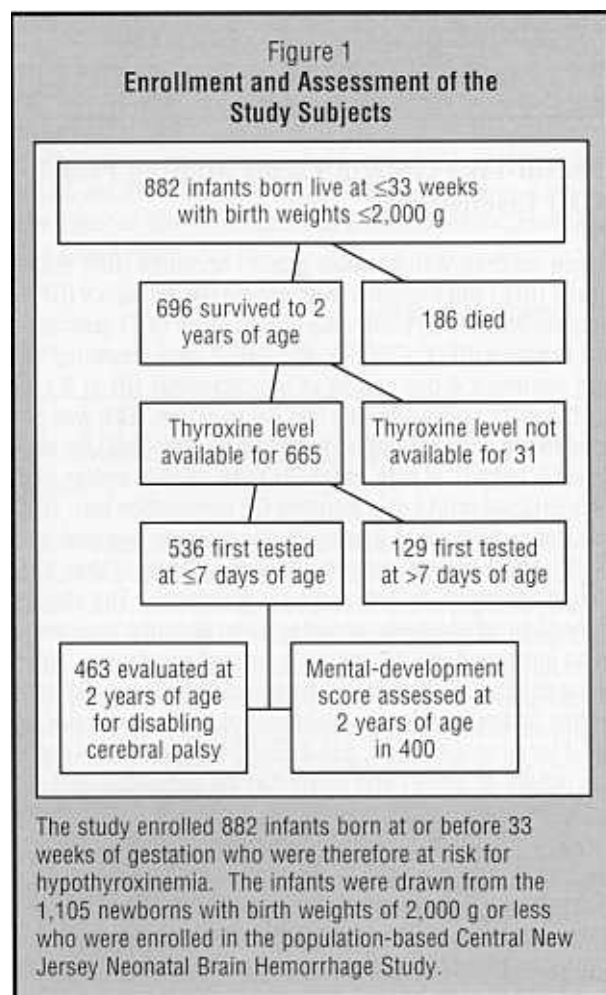 Figure 1
Enrollment and Assessment of the
Study Subjects
882 infants born live at ≤33 weeks
with birth weights ≤2,000 g
696 survived to 2
years of age
186 died
Thyroxine level
available for 665
Thyroxine level not
available for 31
536 first tested
at ≤7 days of age
129 first tested
at >7 days of age
463 evaluated at
2 years of age
for disabling
cerebral palsy
Mental-development
score assessed at
2 years of age
in 400
The study enrolled 882 infants born at or before 33
weeks of gestation who were therefore at risk for
hypothyroxinemia. The infants were drawn from the
1,105 newborns with birth weights of 2,000 g or less
who were enrolled in the population-based Central New
Jersey Neonatal Brain Hemorrhage Study.